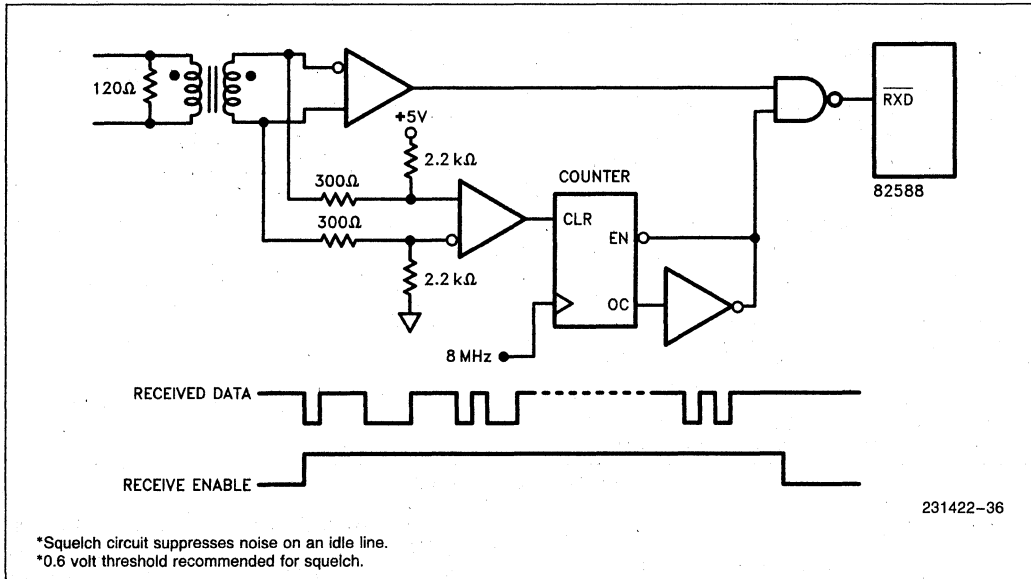 120Ω
+5V
2.2 kΩ
300Ω
300Ω
2.2 kΩ
COUNTER
CLR
EN
OC
8 MHz
RXD
82588
RECEIVED DATA
RECEIVE ENABLE
231422–36
*Squelch circuit suppresses noise on an idle line.
*0.6 volt threshold recommended for squelch.